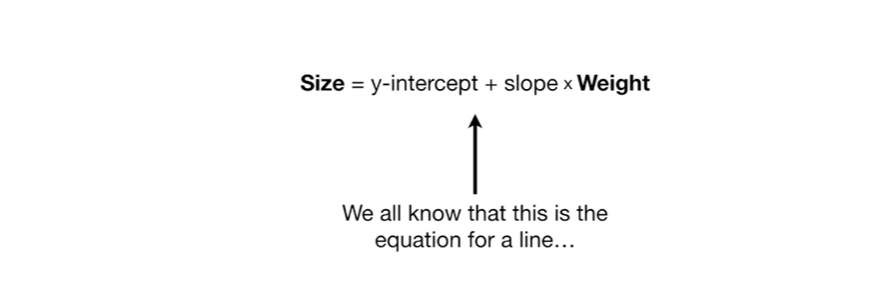 Size = y-intercept + slope x Weight
We all know that this is the
equation for a line…